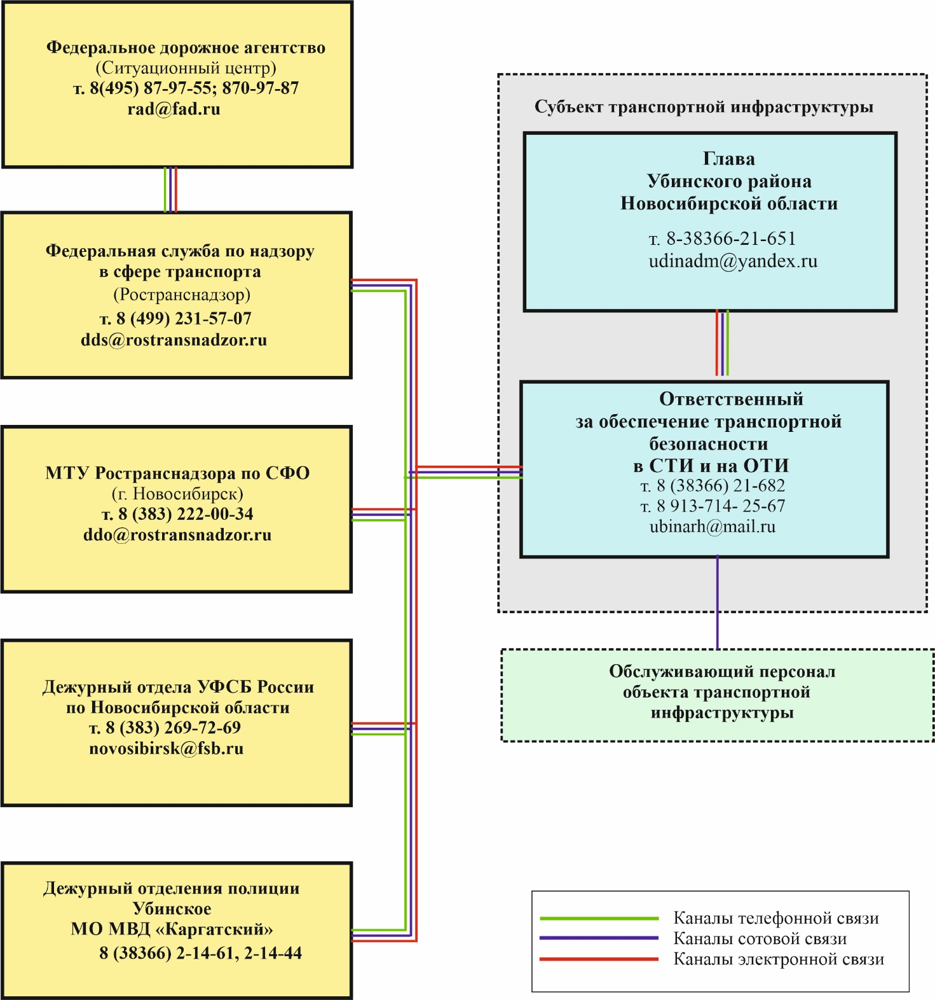 Федеральное дорожное агентство
(Ситуационный центр)
т. 8(495) 87-97-55; 870-97-87
rad@fad.ru
Федеральная служба по надзору
в сфере транспорта
(Ространснадзор)
т. 8 (499) 231-57-07
dds@rostransnadzor.ru
МТУ Ространснадзора по СФО
(г. Новосибирск)
т. 8 (383) 222-00-34
ddo@rostransnadzor.ru
Дежурный отдела УФСБ России
по Новосибирской области
т. 8 (383) 269-72-69
novosibirsk@fsb.ru
Дежурный отделения полиции
Убинское
МО МВД «Каргатский»
8 (38366) 2-14-61, 2-14-44
Субъект транспортной инфраструктуры
Глава
Убинского района
Новосибирской области
т. 8-38366-21-651
udinadm@yandex.ru
Ответственный
за обеспечение транспортной
безопасности
в СТИ и на ОТИ
т. 8 (38366) 21-682
т. 8 913-714- 25-67
ubinarh@mail.ru
Обслуживающий персонал
объекта транспортной
инфраструктуры
Каналы телефонной связи
Каналы сотовой связи
Каналы электронной связи